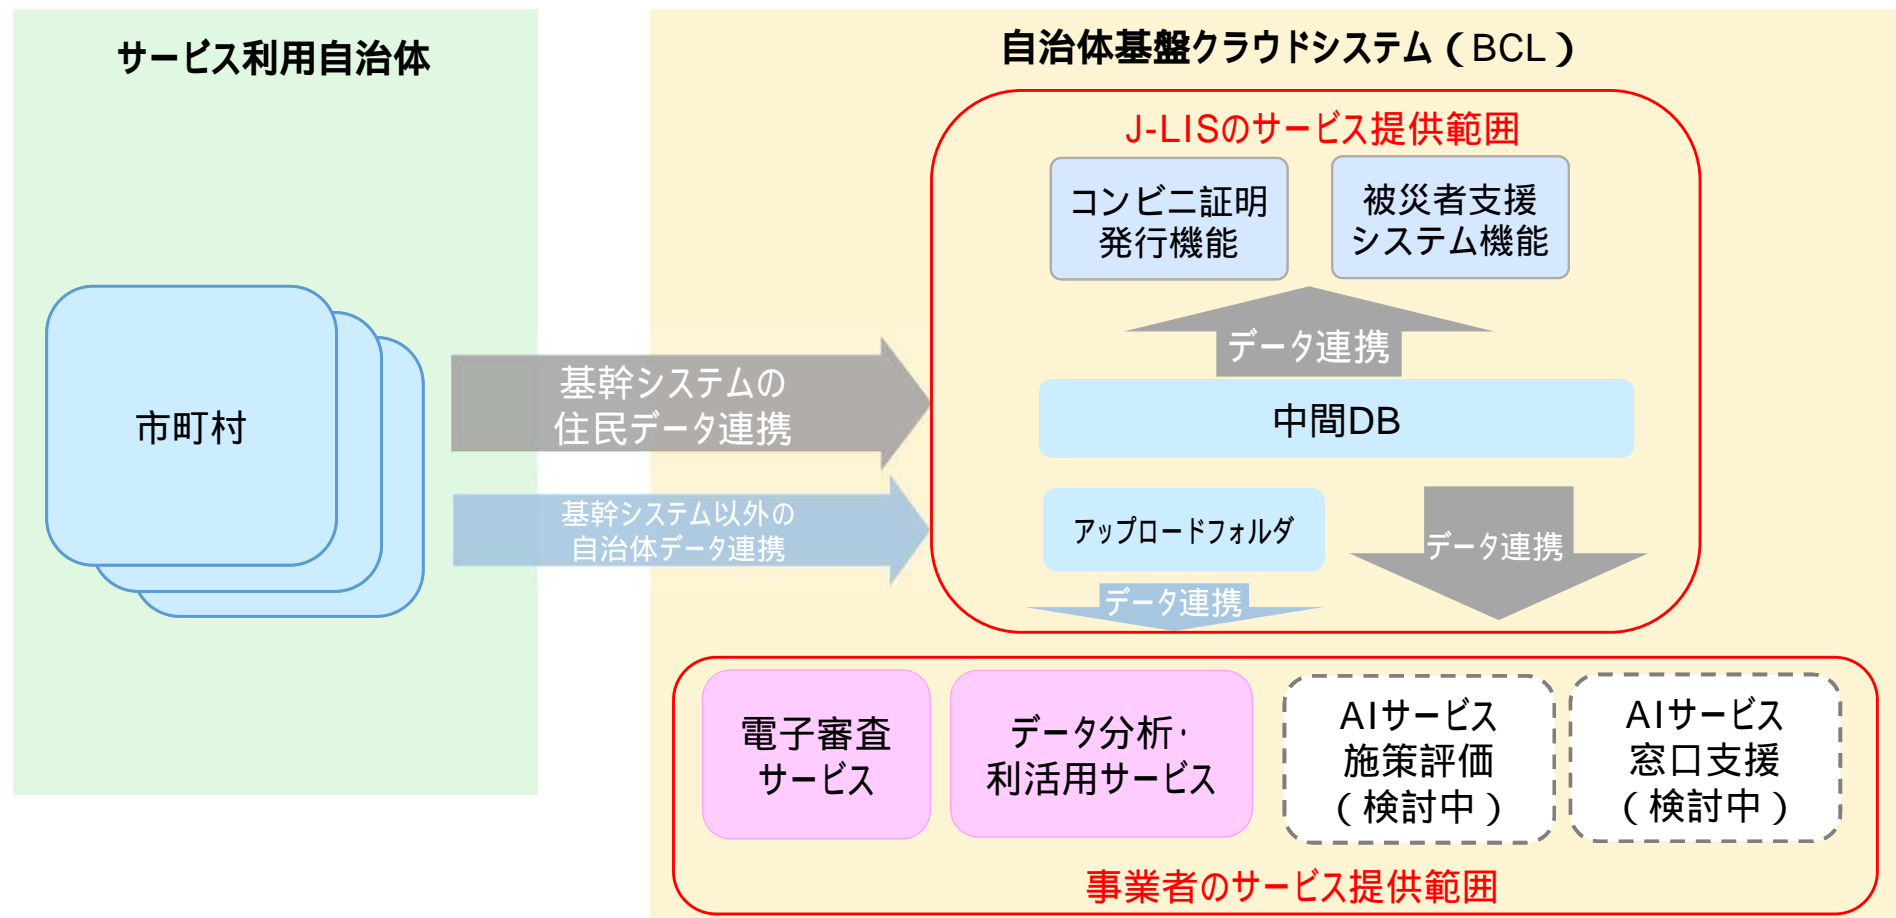 サービス利用自治体
自治体基盤クラウドシステム(BCL)
J-LISのサービス提供範囲
コンビニ証明
発行機能
被災者支援
システム機能
データ連携
基幹システムの
住民データ連携
中間DB
市町村
基幹システム以外の
自治体データ連携
アップロードフォルダ
データ連携
データ連携
電子審査
サービス
データ分析・
利活用サービス
AIサービス
施策評価
(検討中)
AIサービス
窓口支援
(検討中)
事業者のサービス提供範囲